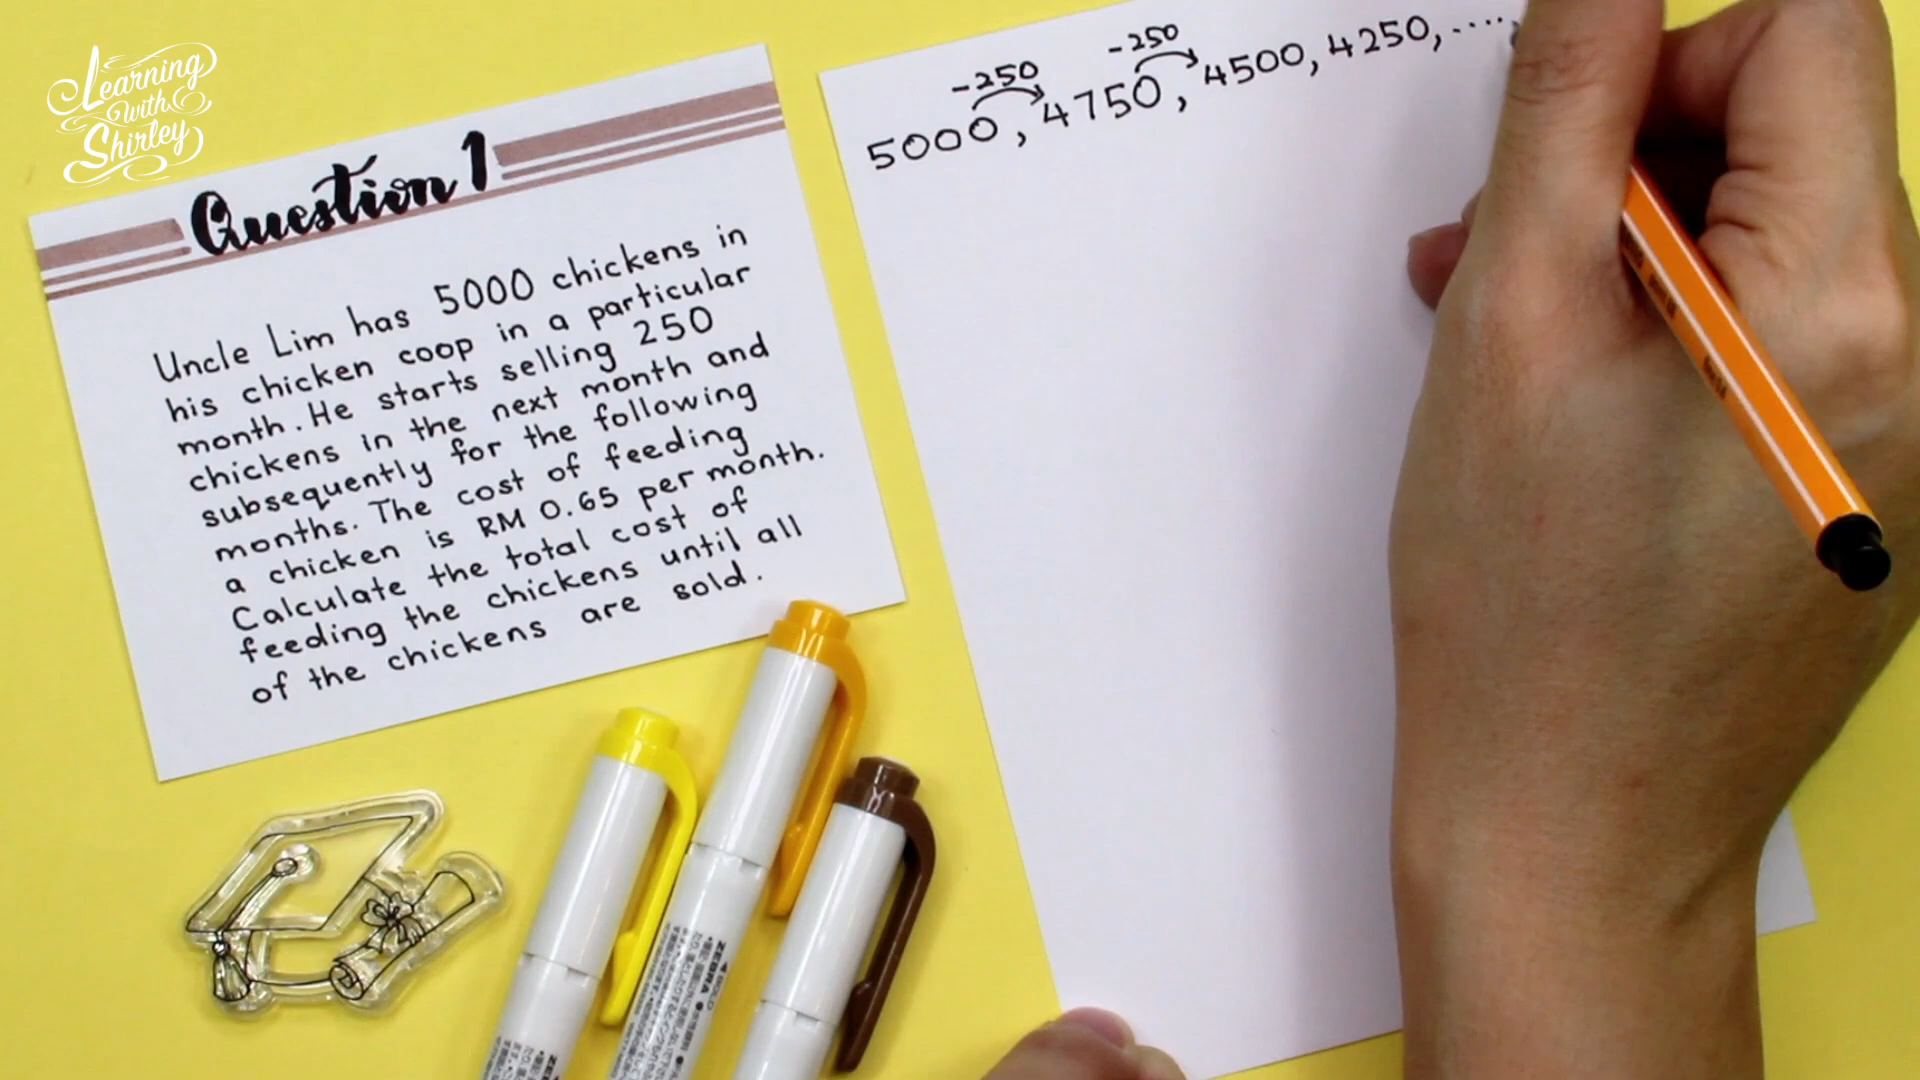 Learning
With
Shirley
Question 1
Uncle Lim has 5000 chickens in
his chicken coop in a particular
month. He starts selling 250
chickens in the next month and
subsequently for the following
months. The cost of feeding
a chicken is RM 0.65 per month.
Calculate the total cost of
feeding the chickens until all
of the chickens are sold.
-250 -250
5000, 4750, 4500, 4250, .....
ZEBRA